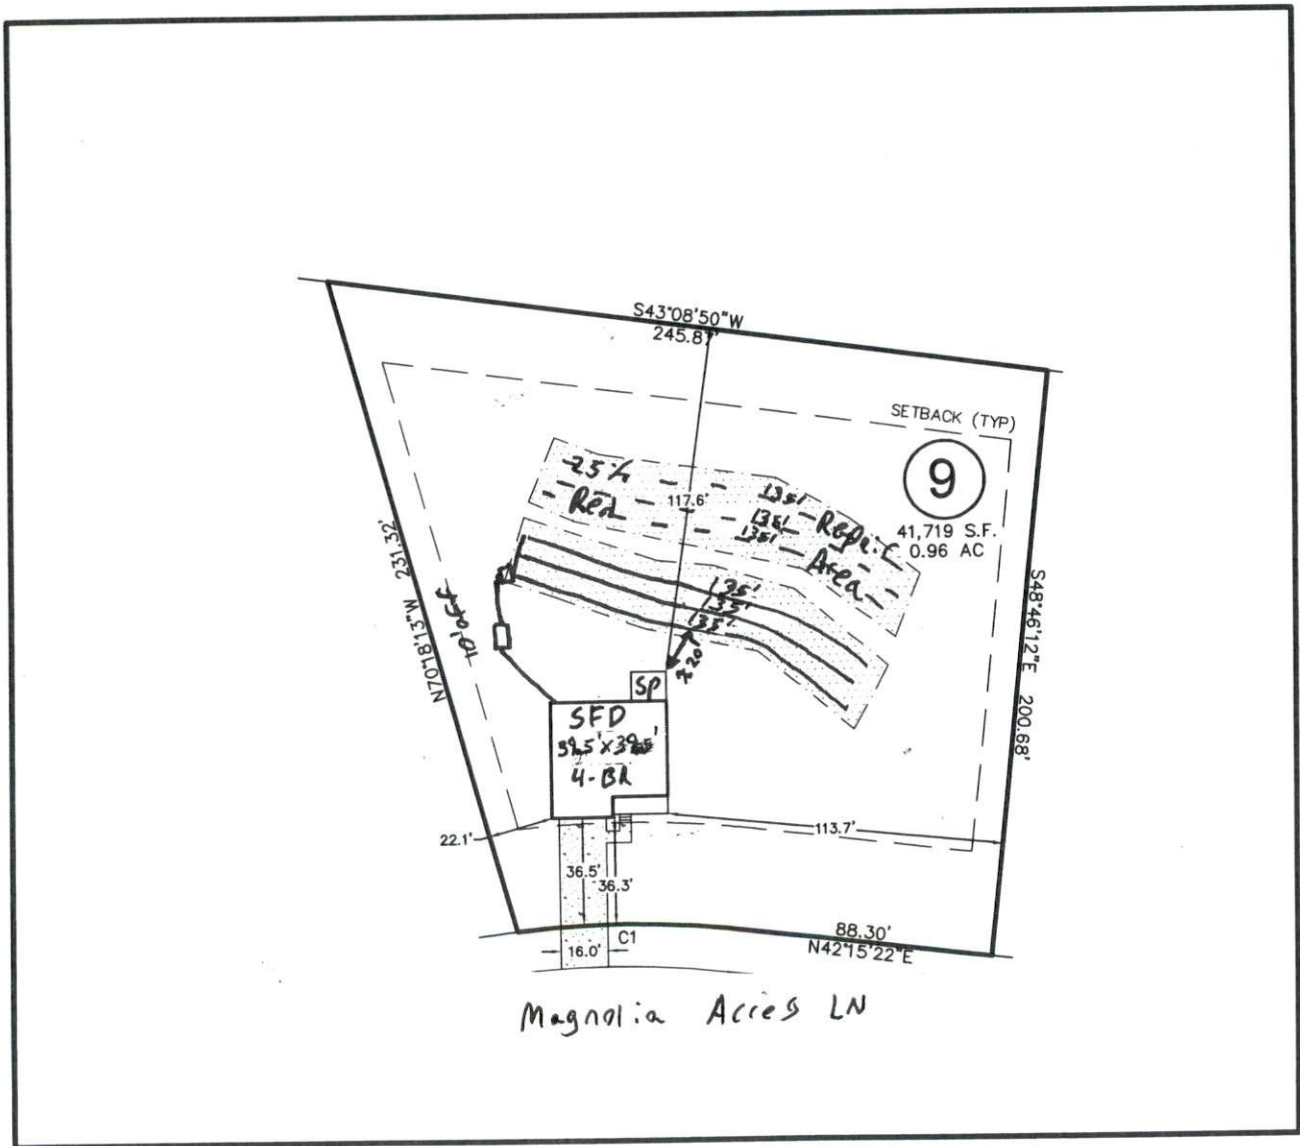 S43°08'50"W
245.87'
SETBACK (TYP)
9
41,719 S.F.
0.96 AC
25%
Red
117.6'
135'
135'
135'
Repair
Area
135'
135'
135'
20'
N70°18'13"W 231.32'
S48°46'12"E 200.68'
SP
SFD
4-BR
22.1'
113.7'
36.5'
36.3'
16.0'
C1
88.30'
N42°15'22"E
Magnolia Acres LN